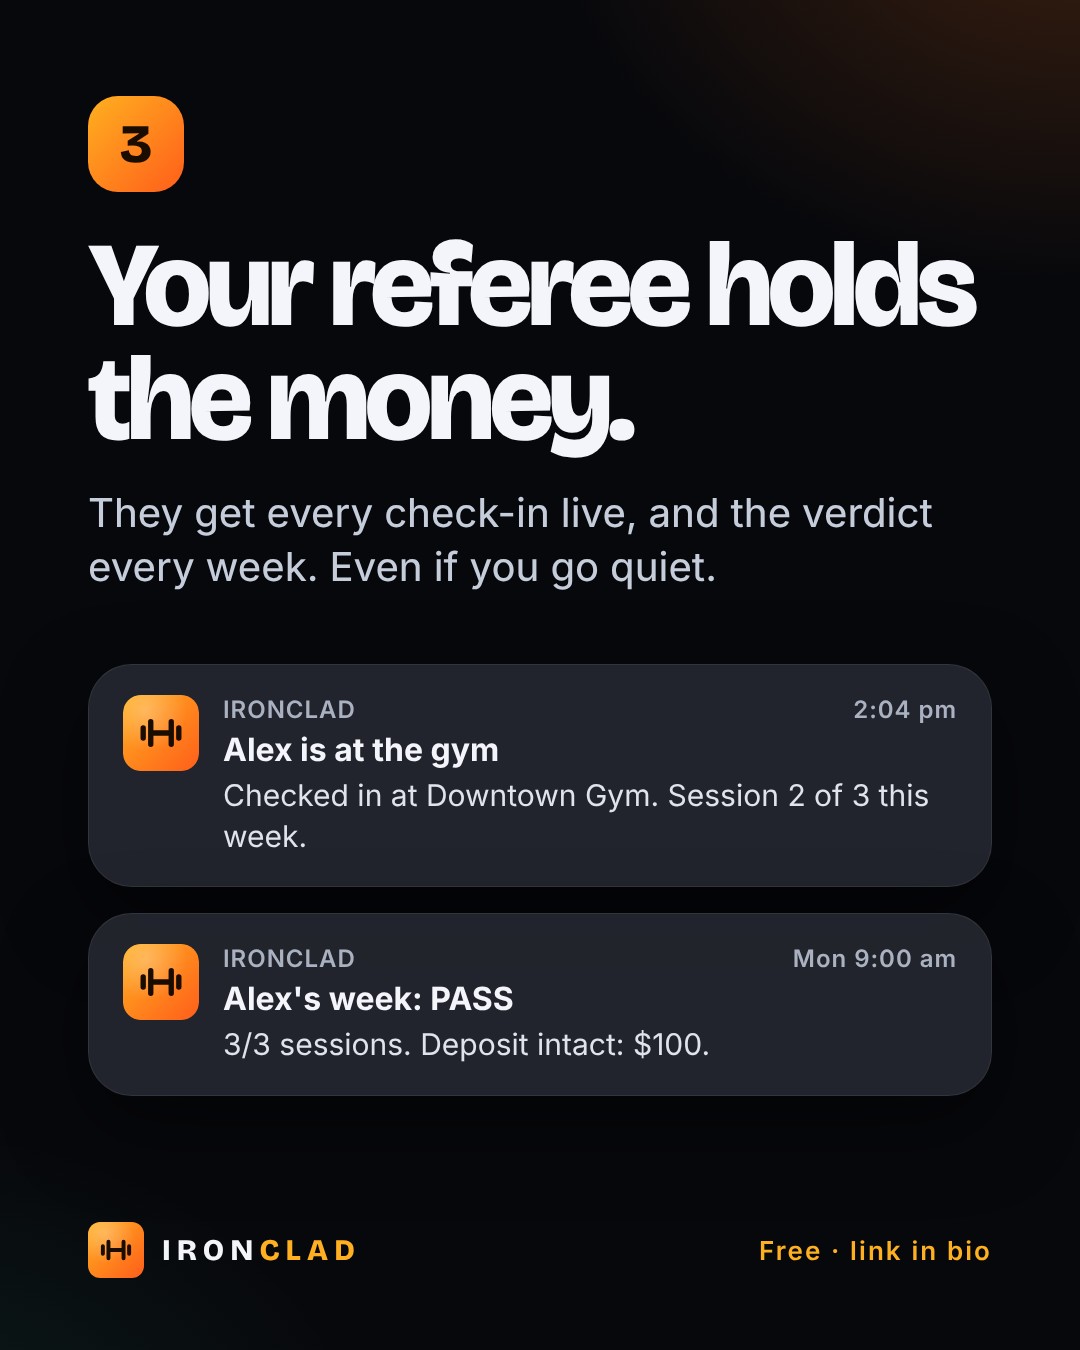 3
Your referee holds
the money.
They get every check-in live, and the verdict
every week. Even if you go quiet.
IRONCLAD 2:04 pm
Alex is at the gym
Checked in at Downtown Gym. Session 2 of 3 this
week.
IRONCLAD Mon 9:00 am
Alex's week: PASS
3/3 sessions. Deposit intact: $100.
IRONCLAD Free · link in bio